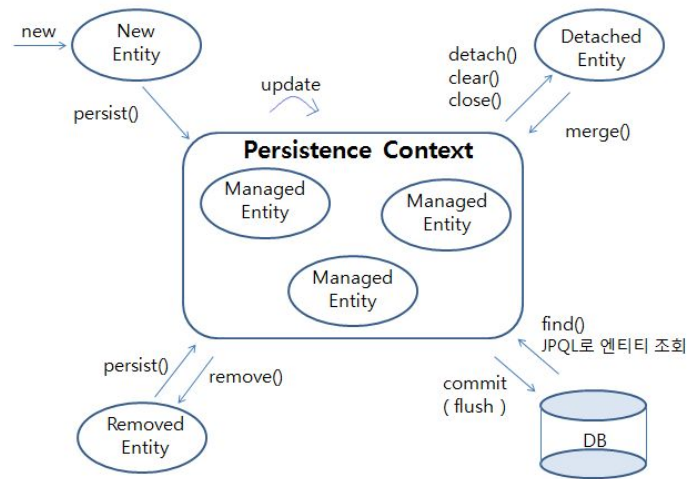 new
New
Entity
persist()
update
detach()
clear()
close()
Detached
Entity
merge()
Persistence Context
Managed
Entity
Managed
Entity
Managed
Entity
persist()
remove()
Removed
Entity
find()
JPQL로 엔티티 조회
commit
( flush )
DB